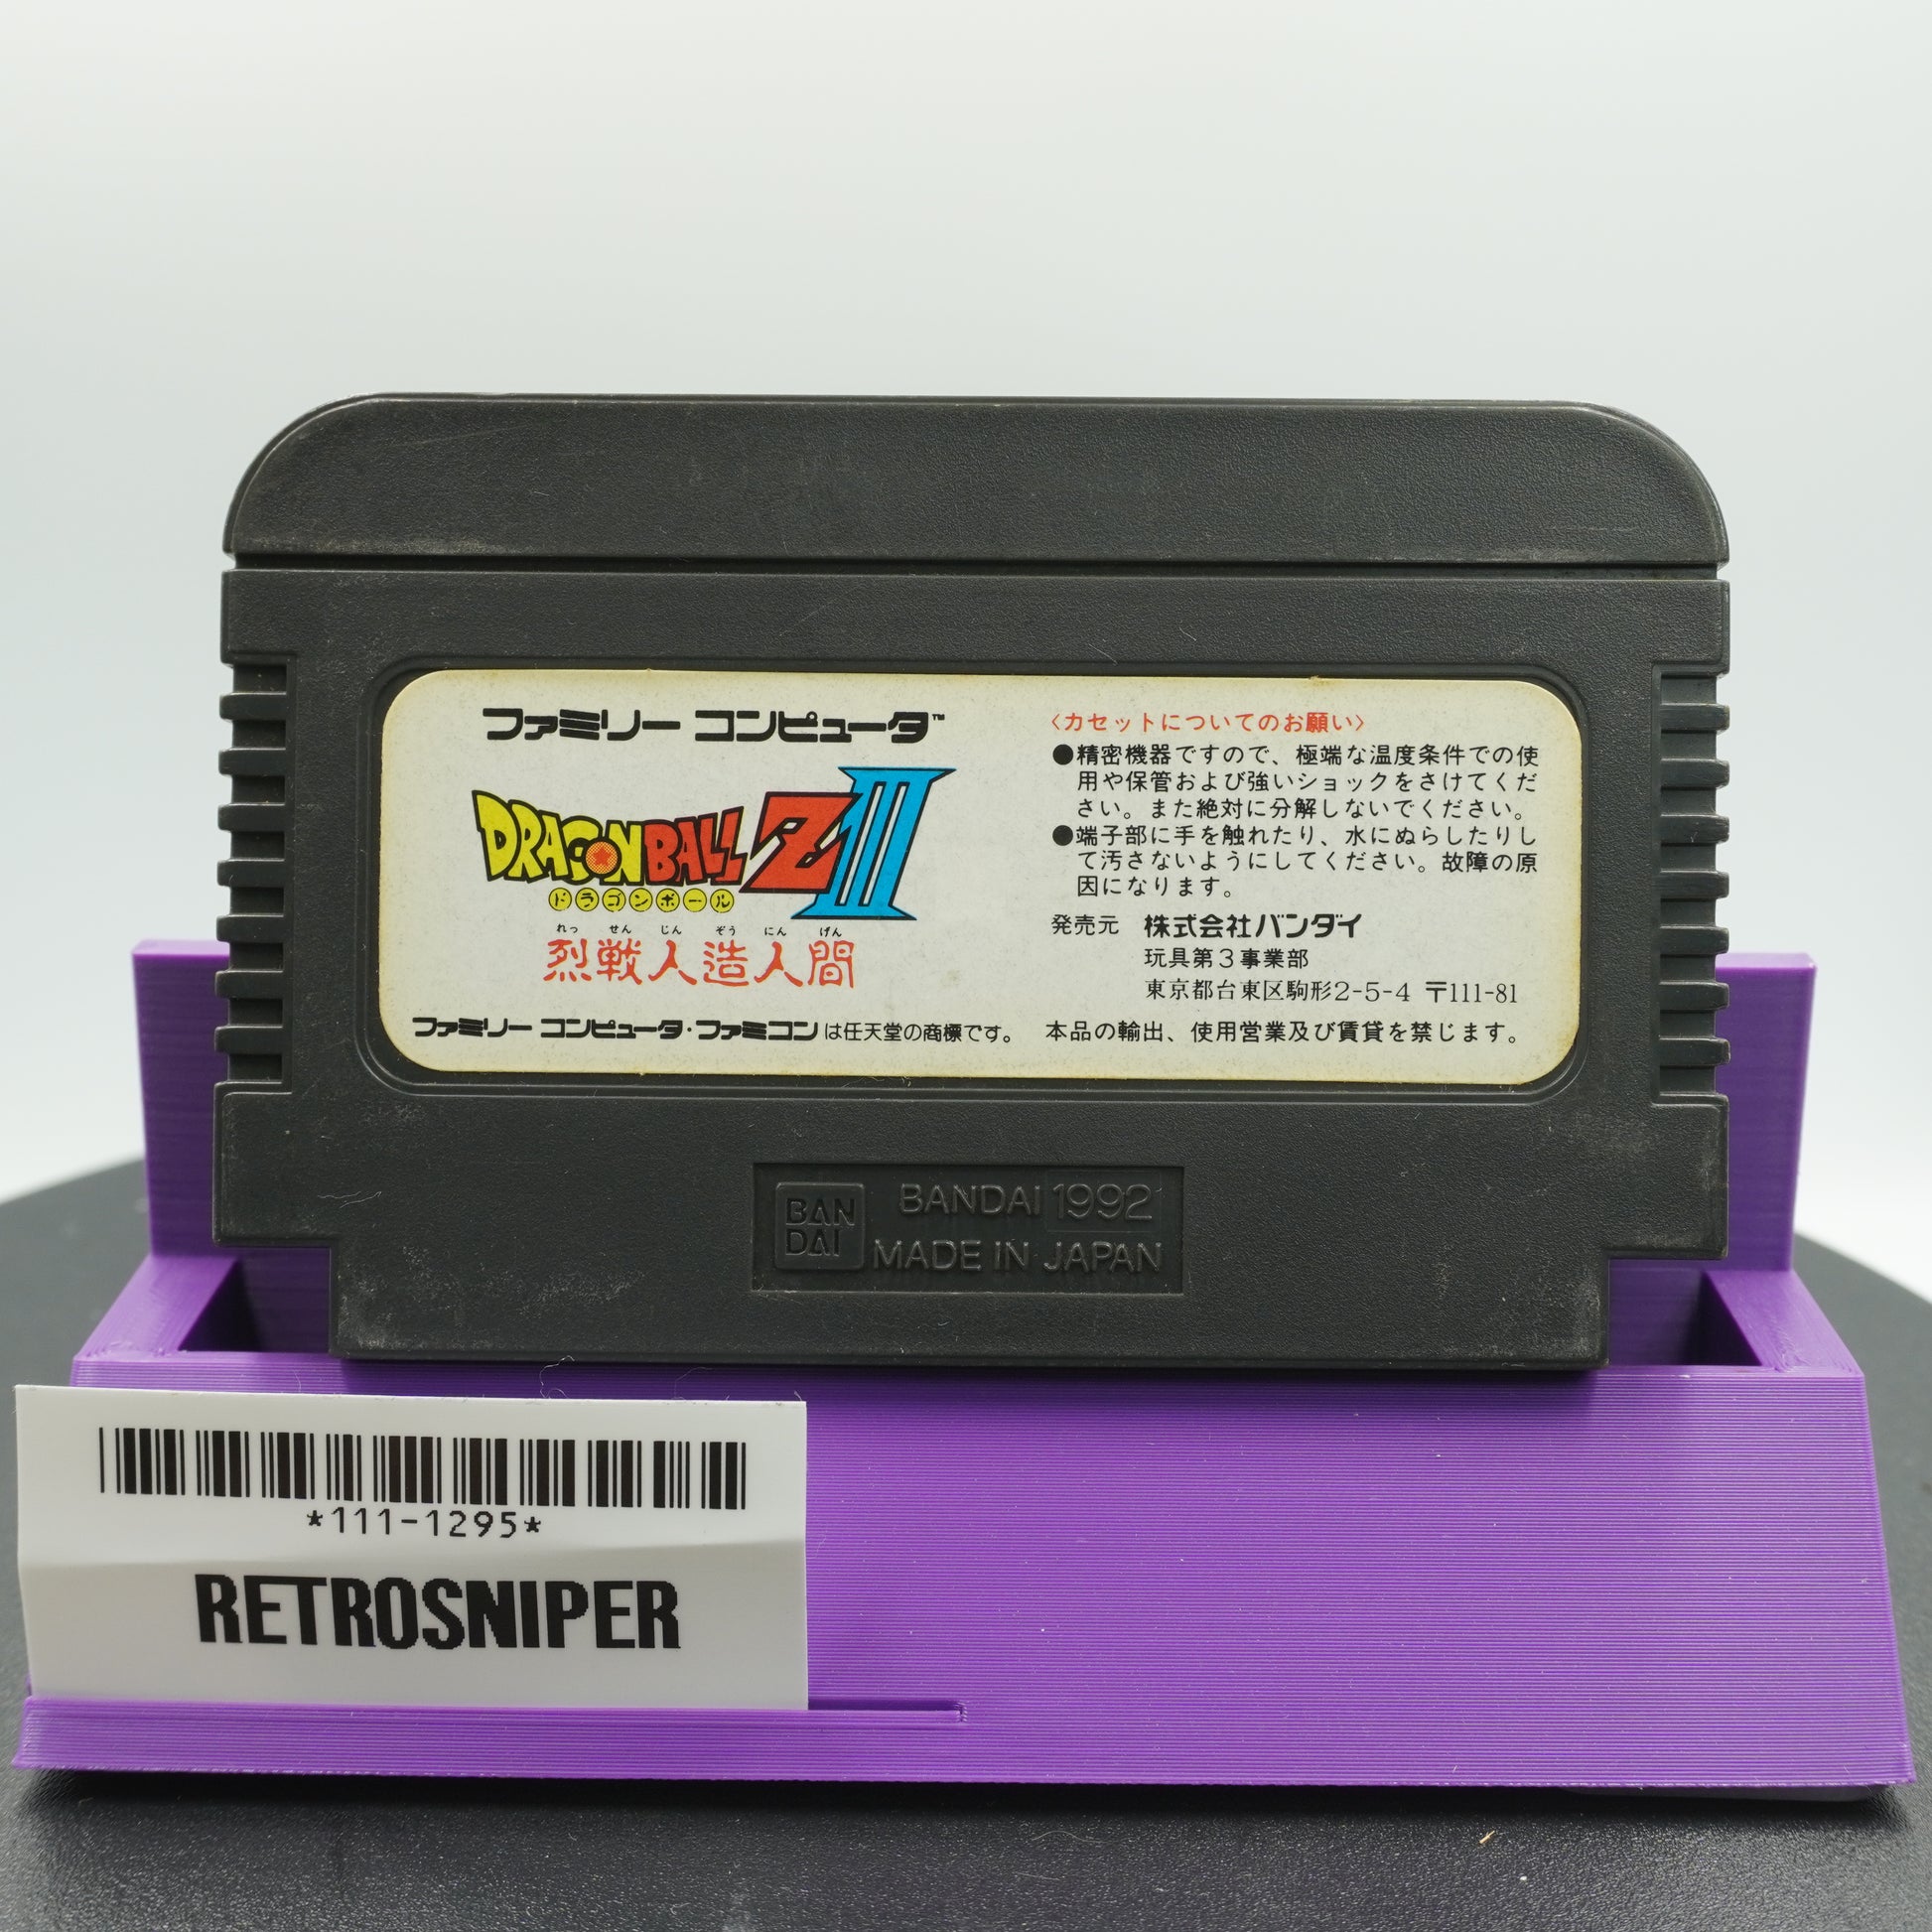 ファミリー コンピュータ™
DRAGON BALL Z III
ドラゴンボール
れっ せん じん ぞう にん げん
烈戦人造人間
ファミリー コンピュータ・ファミコンは任天堂の商標です。
〈カセットについてのお願い〉
●精密機器ですので、極端な温度条件での使
用や保管および強いショックをさけてくだ
さい。また絶対に分解しないでください。
●端子部に手を触れたり、水にぬらしたりし
て汚さないようにしてください。故障の原
因になります。
発売元 株式会社バンダイ
玩具第3事業部
東京都台東区駒形2-5-4 〒111-81
本品の輸出、使用営業及び賃貸を禁じます。
BAN
DAI
BANDAI 1992
MADE IN JAPAN
*111-1295*
RETROSNIPER